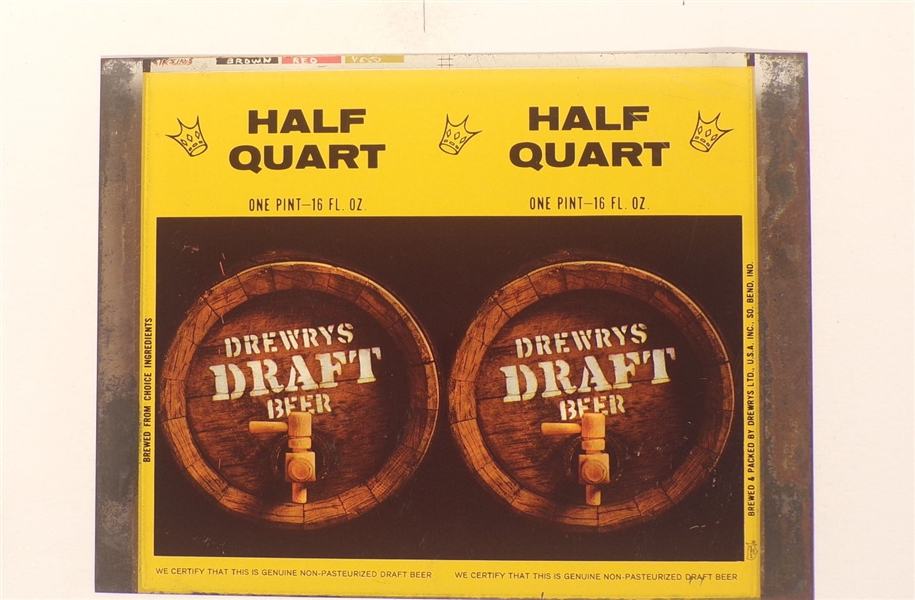 BROWN RED
HALF
QUART
HALF
QUART
ONE PINT—16 FL. OZ.
ONE PINT—16 FL. OZ.
DREWRYS
DRAFT
BEER
DREWRYS
DRAFT
BEER
BREWED FROM CHOICE INGREDIENTS
BREWED & PACKED BY DREWRYS LTD., U.S.A. INC., SO. BEND, IND.
WE CERTIFY THAT THIS IS GENUINE NON-PASTEURIZED DRAFT BEER
WE CERTIFY THAT THIS IS GENUINE NON-PASTEURIZED DRAFT BEER